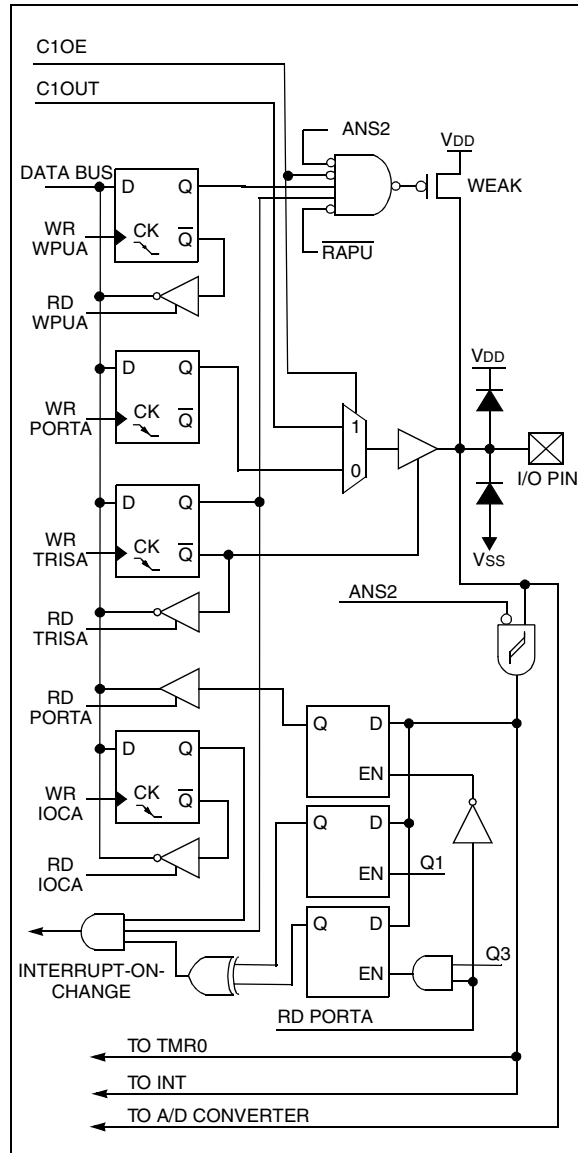 C1OE
C1OUT
ANS2
VDD
DATA BUS
D Q
WEAK
WR
WPUA
CK Q
RAPU
RD
WPUA
D Q
VDD
WR
PORTA
CK Q
1
0
I/O PIN
D Q
WR
TRISA
CK Q
VSS
ANS2
RD
TRISA
RD
PORTA
Q D
EN
D Q
WR
IOCA
CK Q
Q D
EN
Q1
RD
IOCA
Q D
EN
Q3
INTERRUPT-ON-
CHANGE
RD PORTA
TO TMR0
TO INT
TO A/D CONVERTER